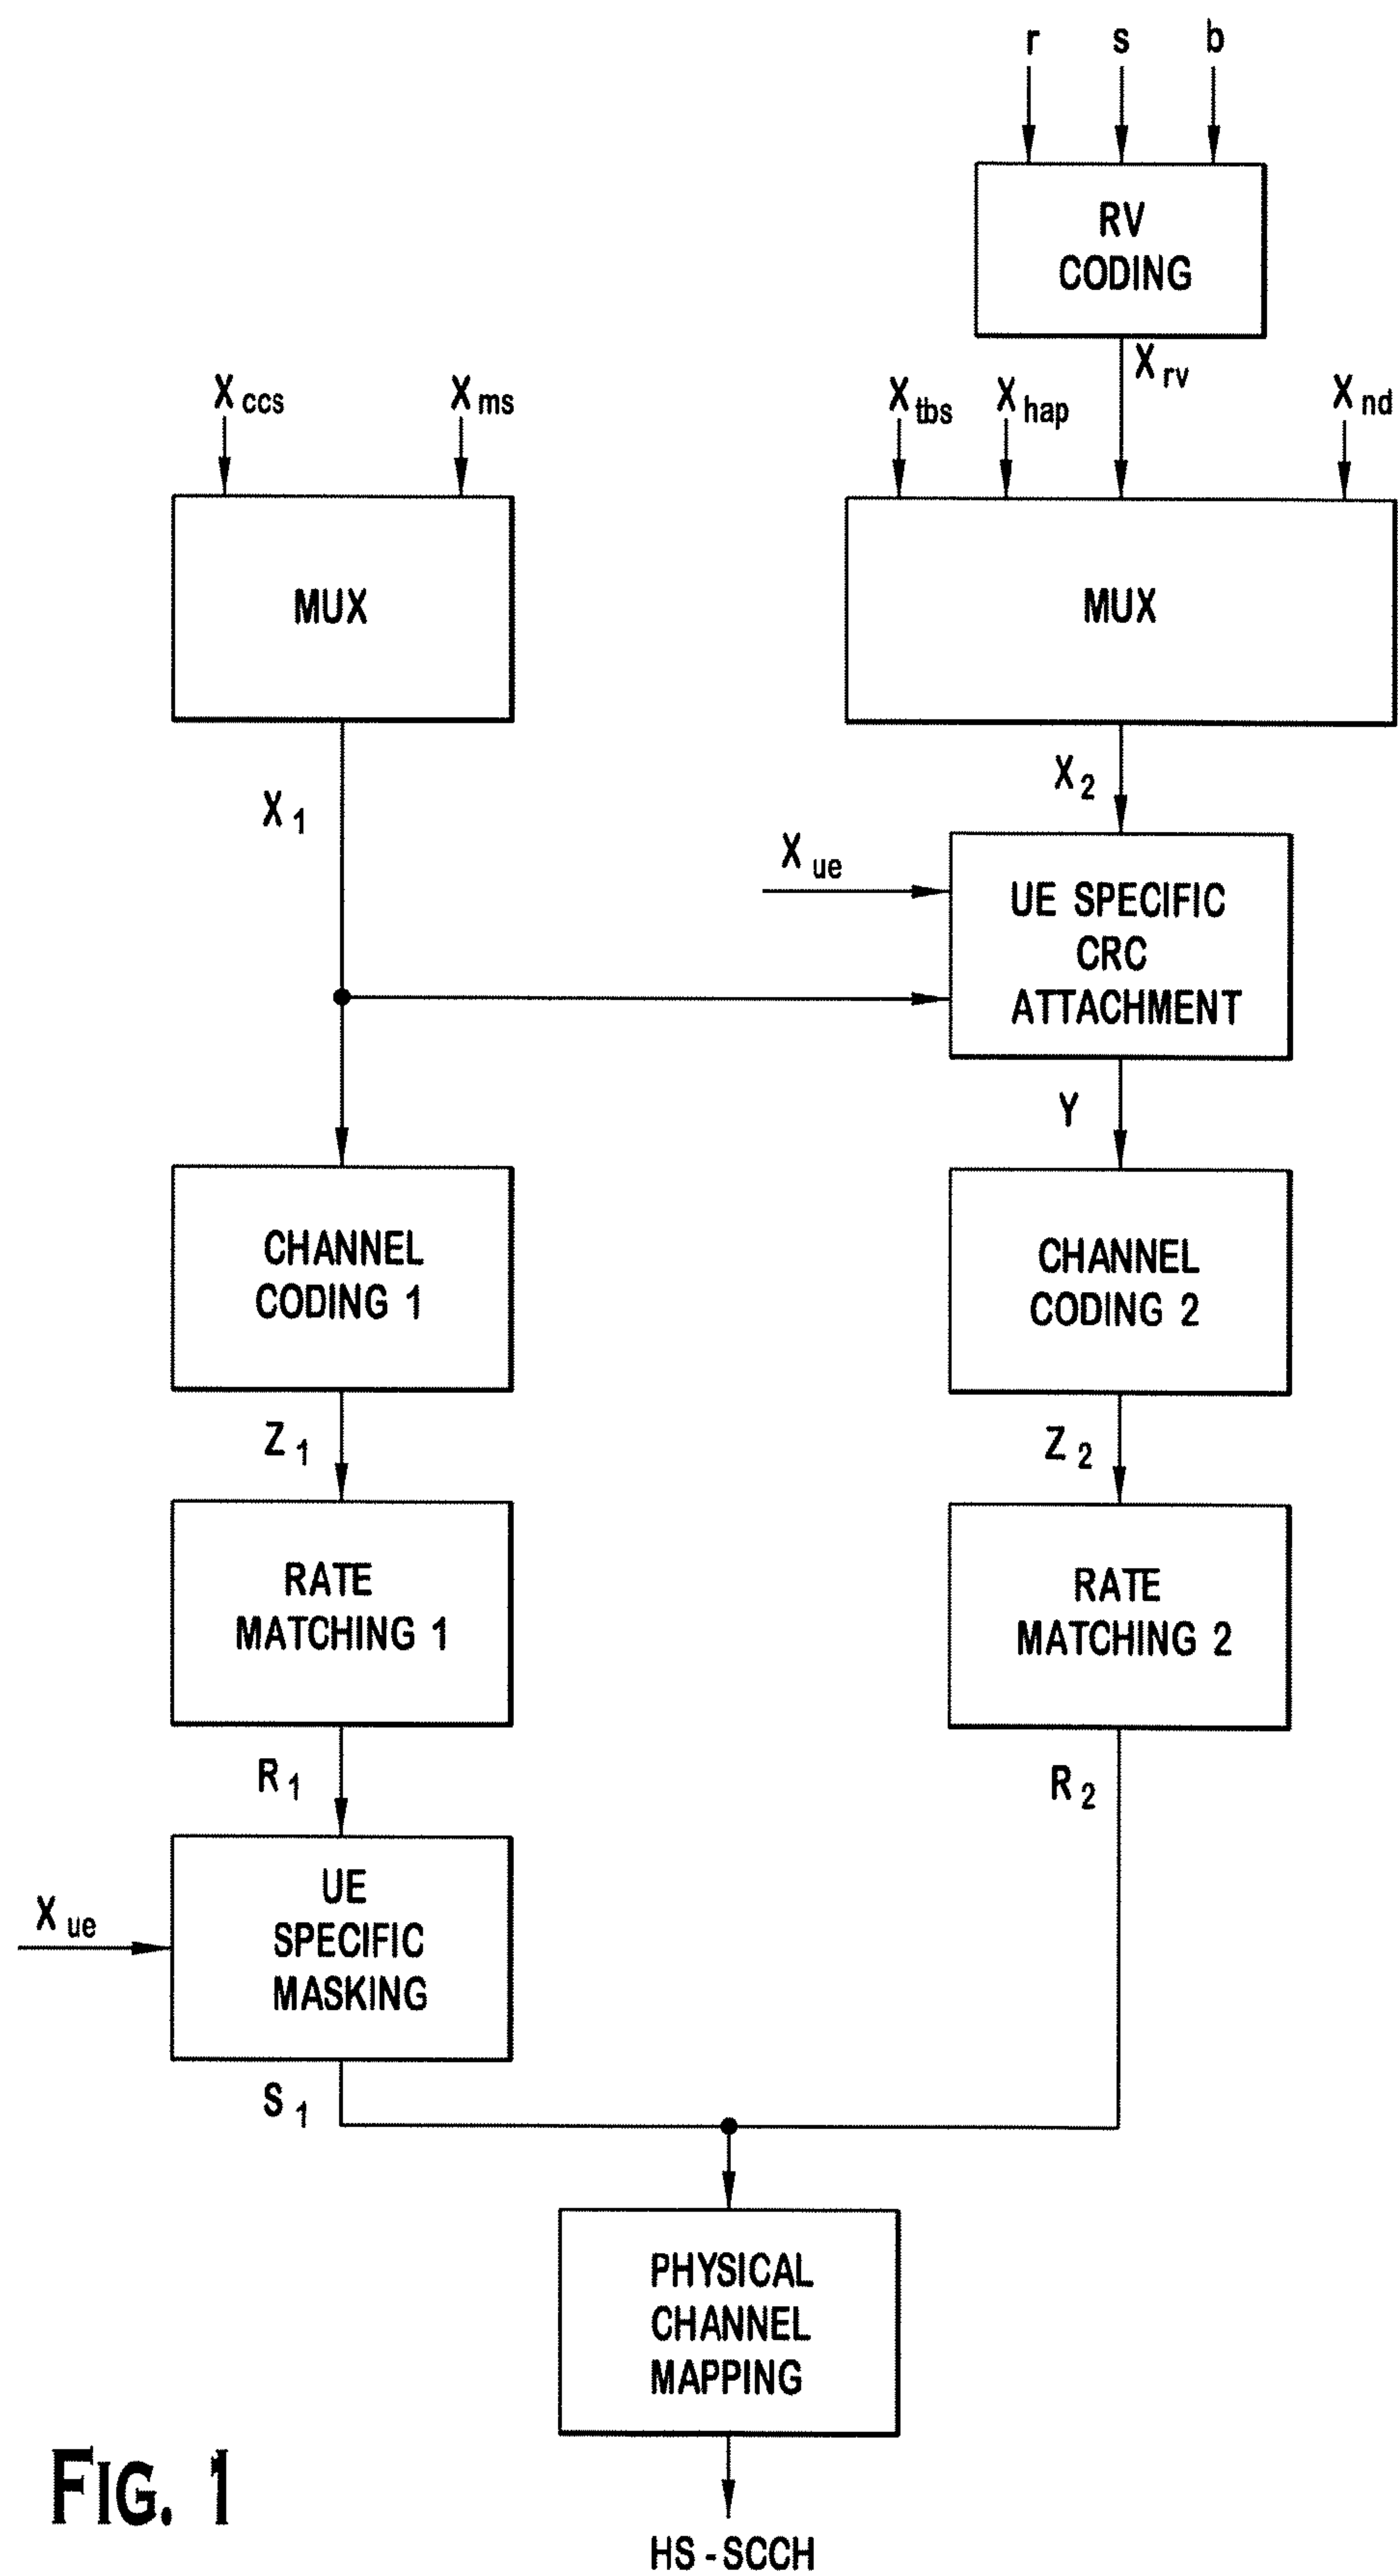 r s b
RV
CODING
X rv
X ccs X ms X tbs X hap X nd
MUX MUX
X 2
X 1
X ue
UE SPECIFIC
CRC
ATTACHMENT
Y
CHANNEL
CODING 1
CHANNEL
CODING 2
Z 1 Z 2
RATE
MATCHING 1
RATE
MATCHING 2
R 1 R 2
UE
SPECIFIC
MASKING
X ue
S 1
PHYSICAL
CHANNEL
MAPPING
FIG. 1
HS - SCCH